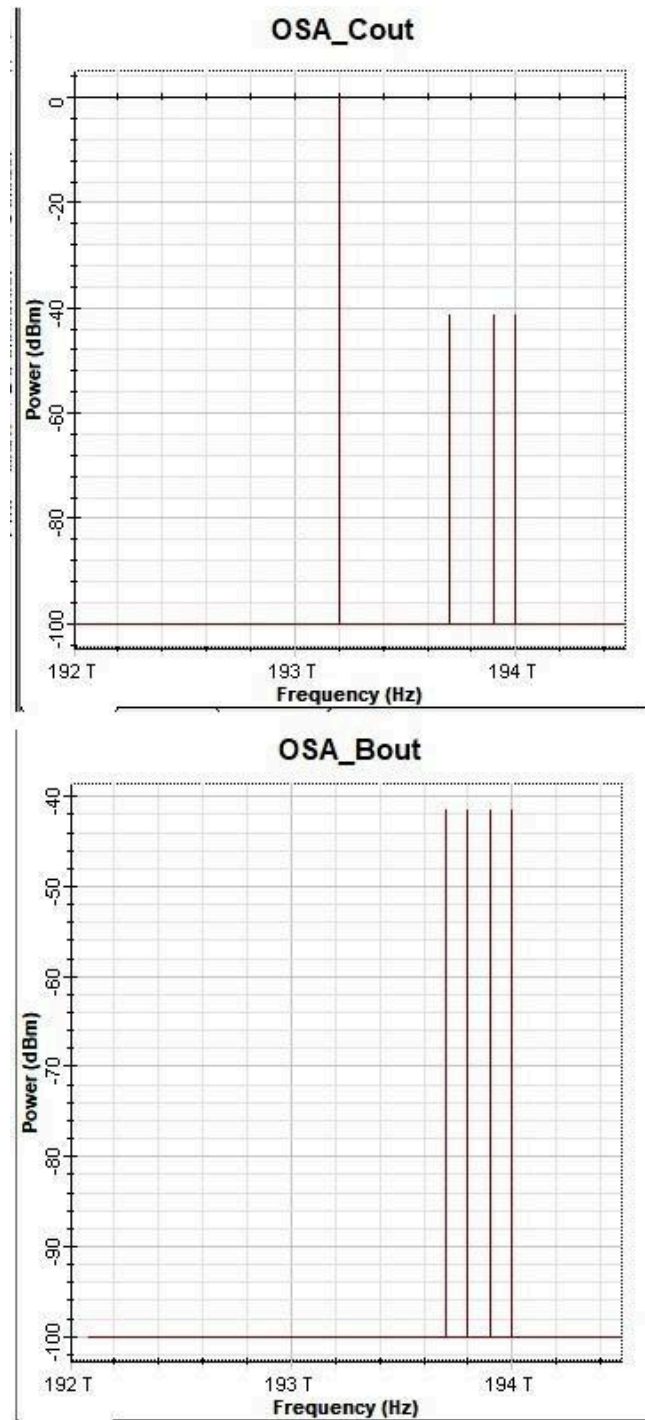 OSA_Cout
0
-20
-40
-60
-80
-100
Power (dBm)
192 T
193 T
194 T
Frequency (Hz)
OSA_Bout
-40
-50
-60
-70
-80
-90
-100
Power (dBm)
192 T
193 T
194 T
Frequency (Hz)